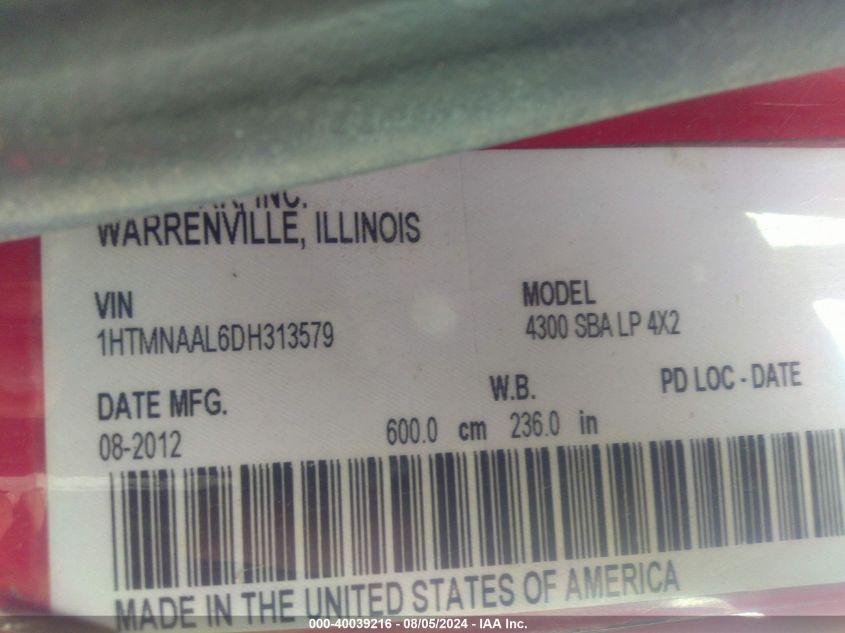 INC.
WARRENVILLE, ILLINOIS
VIN MODEL
1HTMNAAL6DH313579 4300 SBA LP 4X2
DATE MFG. W.B. PD LOC - DATE
08-2012 600.0 cm 236.0 in
MADE IN THE UNITED STATES OF AMERICA
000-40039216 - 08/05/2024 - IAA Inc.